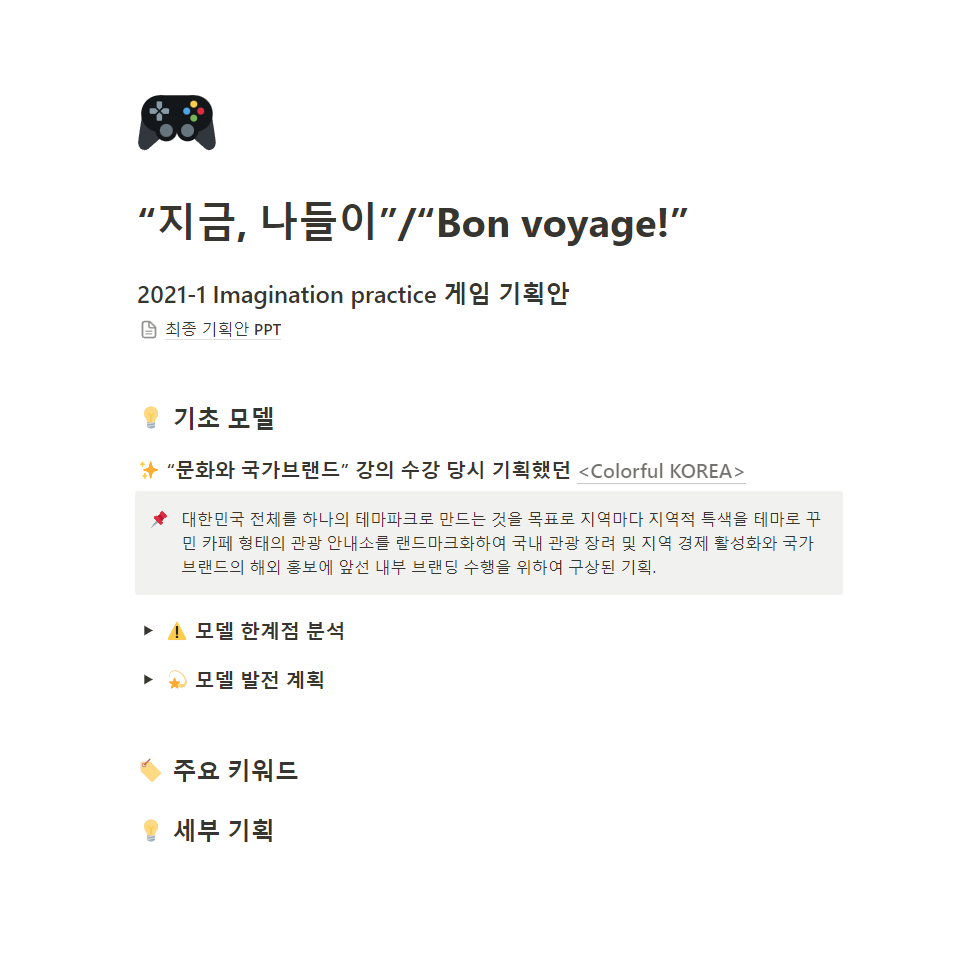 “지금, 나들이”/“Bon voyage!”
2021-1 Imagination practice 게임 기획안
최종 기획안 PPT
기초 모델
“문화와 국가브랜드” 강의 수강 당시 기획했던 <Colorful KOREA>
대한민국 전체를 하나의 테마파크로 만드는 것을 목표로 지역마다 지역적 특색을 테마로 꾸
민 카페 형태의 관광 안내소를 랜드마크화하여 국내 관광 장려 및 지역 경제 활성화와 국가
브랜드의 해외 홍보에 앞선 내부 브랜딩 수행을 위하여 구상된 기획.
모델 한계점 분석
모델 발전 계획
주요 키워드
세부 기획